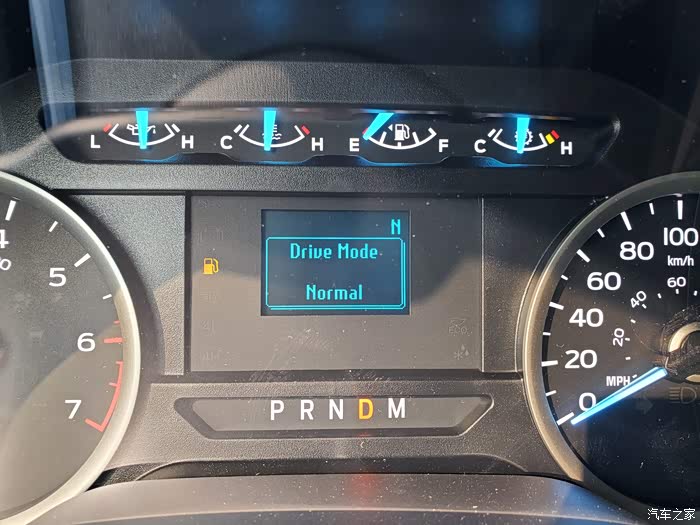 L H C H E F C H
N
Drive Mode
Normal
4
5
6
7
P R N D M
100
km/h
80
60
60
40
40
20
20
MPH
0
汽车之家